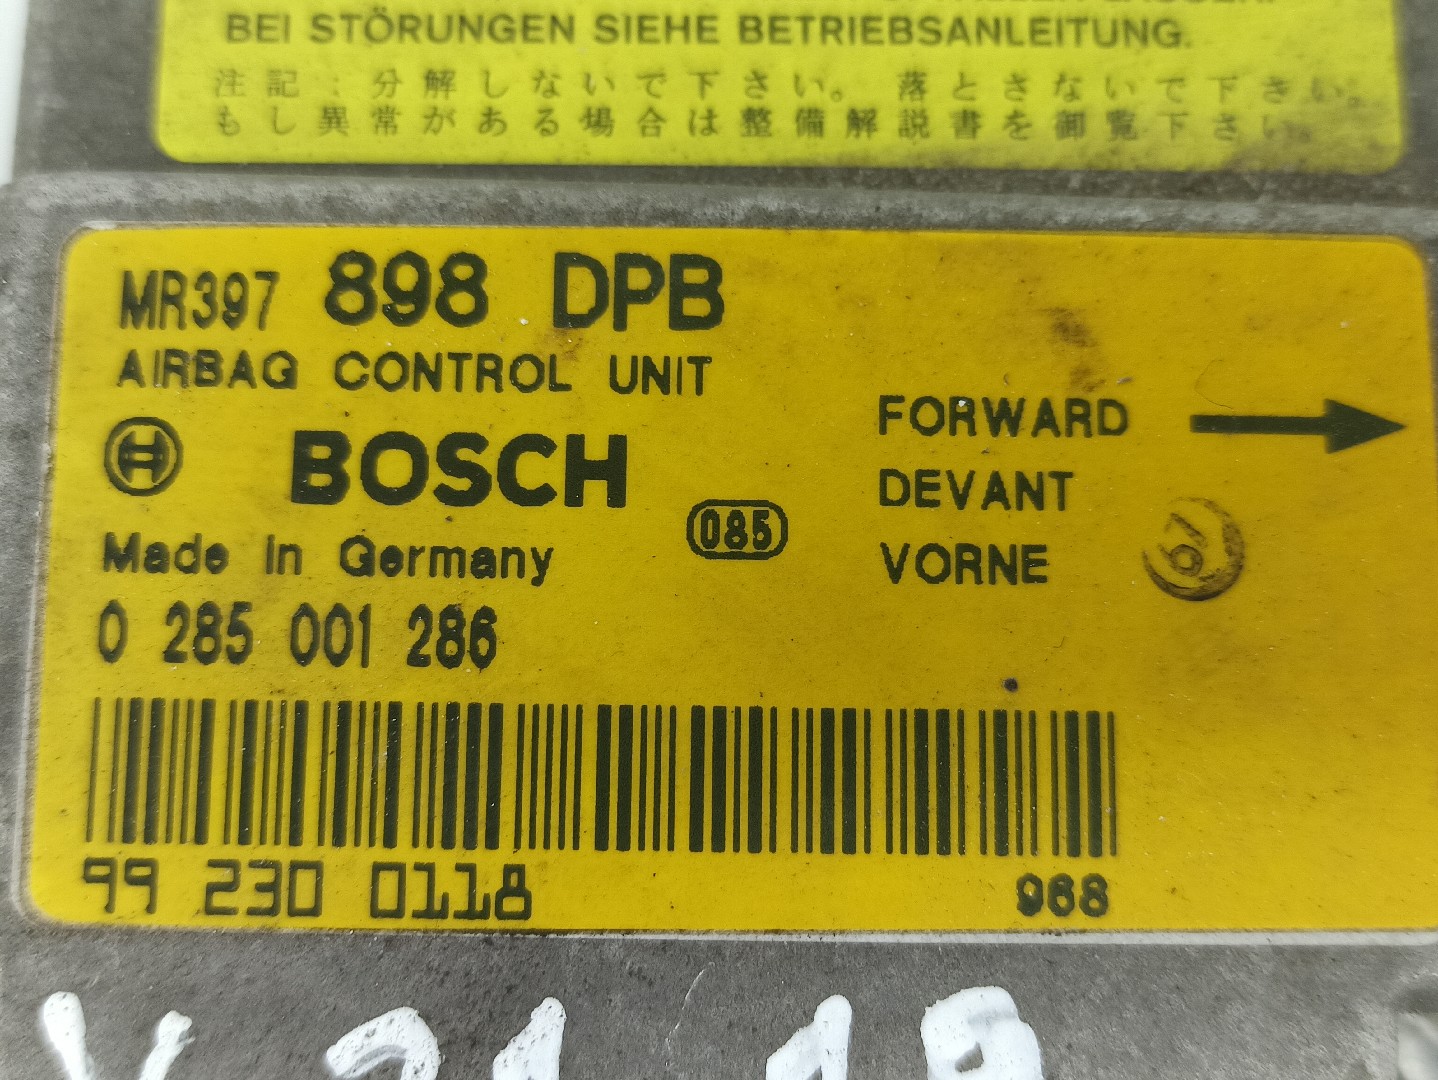 BEI STÖRUNGEN SIEHE BETRIEBSANLEITUNG.
注記:分解しないで下さい。落とさないで下さい。
もし異常がある場合は整備解説書を御覧下さい。
MR397 898 DPB
AIRBAG CONTROL UNIT
BOSCH
Made in Germany
085
0 285 001 286
FORWARD
DEVANT
VORNE
99 230 0118
968